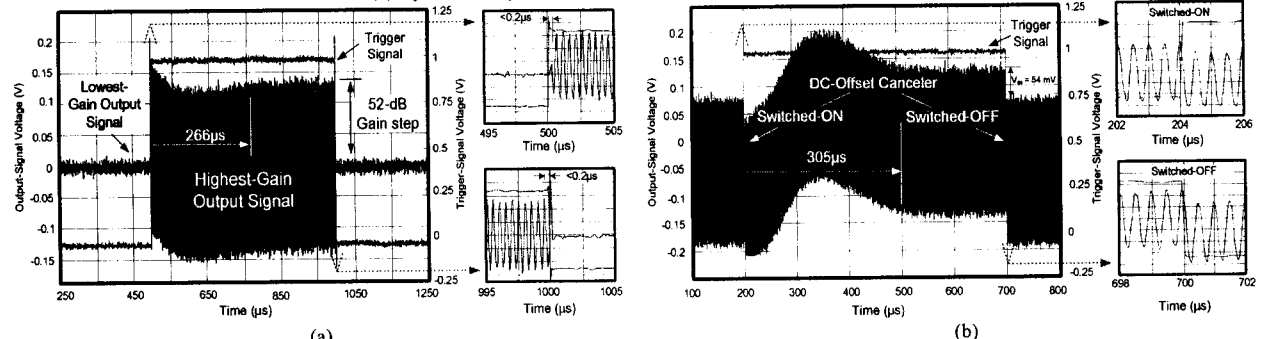 0.2
0.15
0.1
0.05
0
-0.05
-0.1
-0.15
Output-Signal Voltage (V)
1.25
1
0.9
0.75
0.5
0.4
0.25
0
-0.25
Trigger-Signal Voltage (V)
Trigger
Signal
Lowest-
Gain Output
Signal
52-dB
Gain step
266µs
Highest-Gain
Output Signal
250 450 650 850 1050 1250
Time (µs)
<0.2µs
495 500 505
Time (µs)
<0.2µs
995 1000 1005
Time (µs)
(a)
0.2
0.15
0.1
0.05
0
-0.05
-0.1
-0.15
-0.2
Output-Signal Voltage (V)
1.25
1
0.75
0.5
0.25
0
-0.25
Trigger-Signal Voltage (V)
Trigger
Signal
= 54 mV
DC-Offset Canceler
Switched-ON
Switched-OFF
305µs
100 200 300 400 500 600 700 800
Time (µs)
Switched-ON
202 204 206
Time (µs)
Switched-OFF
698 700 702
Time (µs)
(b)